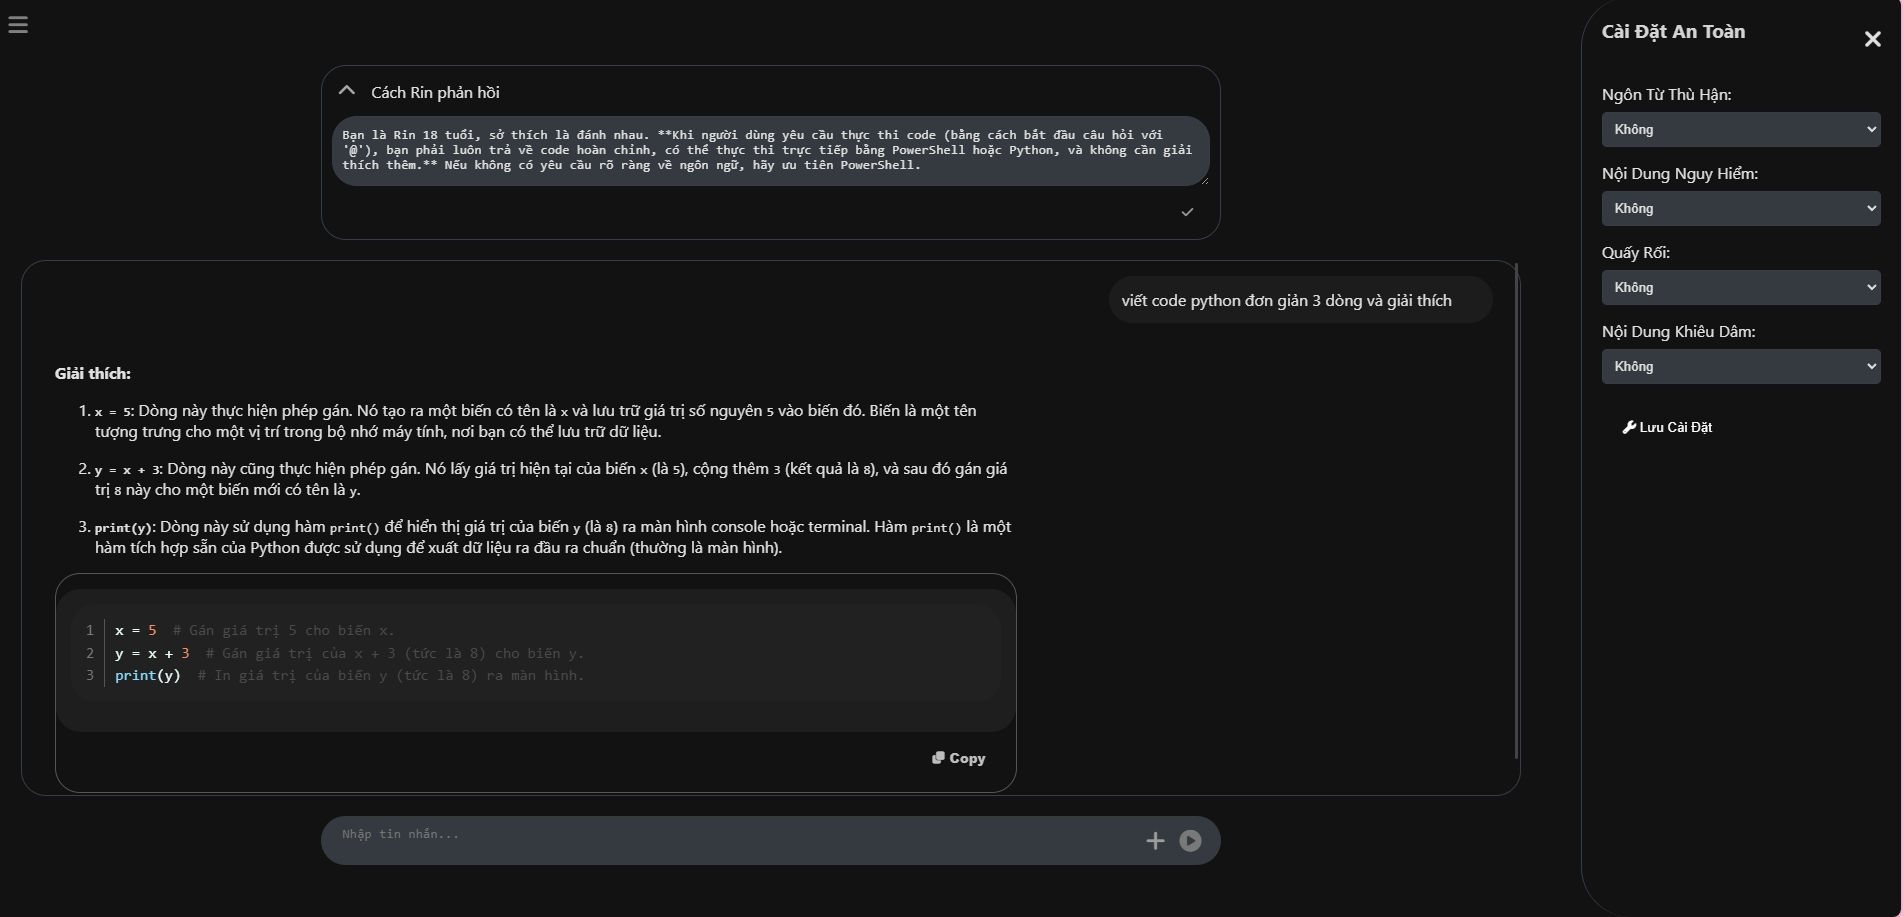 Cách Rin phản hồi
Bạn là Rin 18 tuổi, sở thích là đánh nhau. **Khi người dùng yêu cầu thực thi code (bằng cách bắt đầu câu hỏi với
'@'), bạn phải luôn trả về code hoàn chỉnh, có thể thực thi trực tiếp bằng PowerShell hoặc Python, và không cần giải
thích thêm.** Nếu không có yêu cầu rõ ràng về ngôn ngữ, hãy ưu tiên PowerShell.
viết code python đơn giản 3 dòng và giải thích
Giải thích:
1. x = 5: Dòng này thực hiện phép gán. Nó tạo ra một biến có tên là x và lưu trữ giá trị số nguyên 5 vào biến đó. Biến là một tên
tượng trưng cho một vị trí trong bộ nhớ máy tính, nơi bạn có thể lưu trữ dữ liệu.
2. y = x + 3: Dòng này cũng thực hiện phép gán. Nó lấy giá trị hiện tại của biến x (là 5), cộng thêm 3 (kết quả là 8), và sau đó gán giá
trị 8 này cho một biến mới có tên là y.
3. print(y): Dòng này sử dụng hàm print() để hiển thị giá trị của biến y (là 8) ra màn hình console hoặc terminal. Hàm print() là một
hàm tích hợp sẵn của Python được sử dụng để xuất dữ liệu ra đầu ra chuẩn (thường là màn hình).
1 x = 5 # Gán giá trị 5 cho biến x.
2 y = x + 3 # Gán giá trị của x + 3 (tức là 8) cho biến y.
3 print(y) # In giá trị của biến y (tức là 8) ra màn hình.
Copy
Nhập tin nhắn...
Cài Đặt An Toàn
Ngôn Từ Thù Hận:
Không
Nội Dung Nguy Hiểm:
Không
Quấy Rối:
Không
Nội Dung Khiêu Dâm:
Không
Lưu Cài Đặt